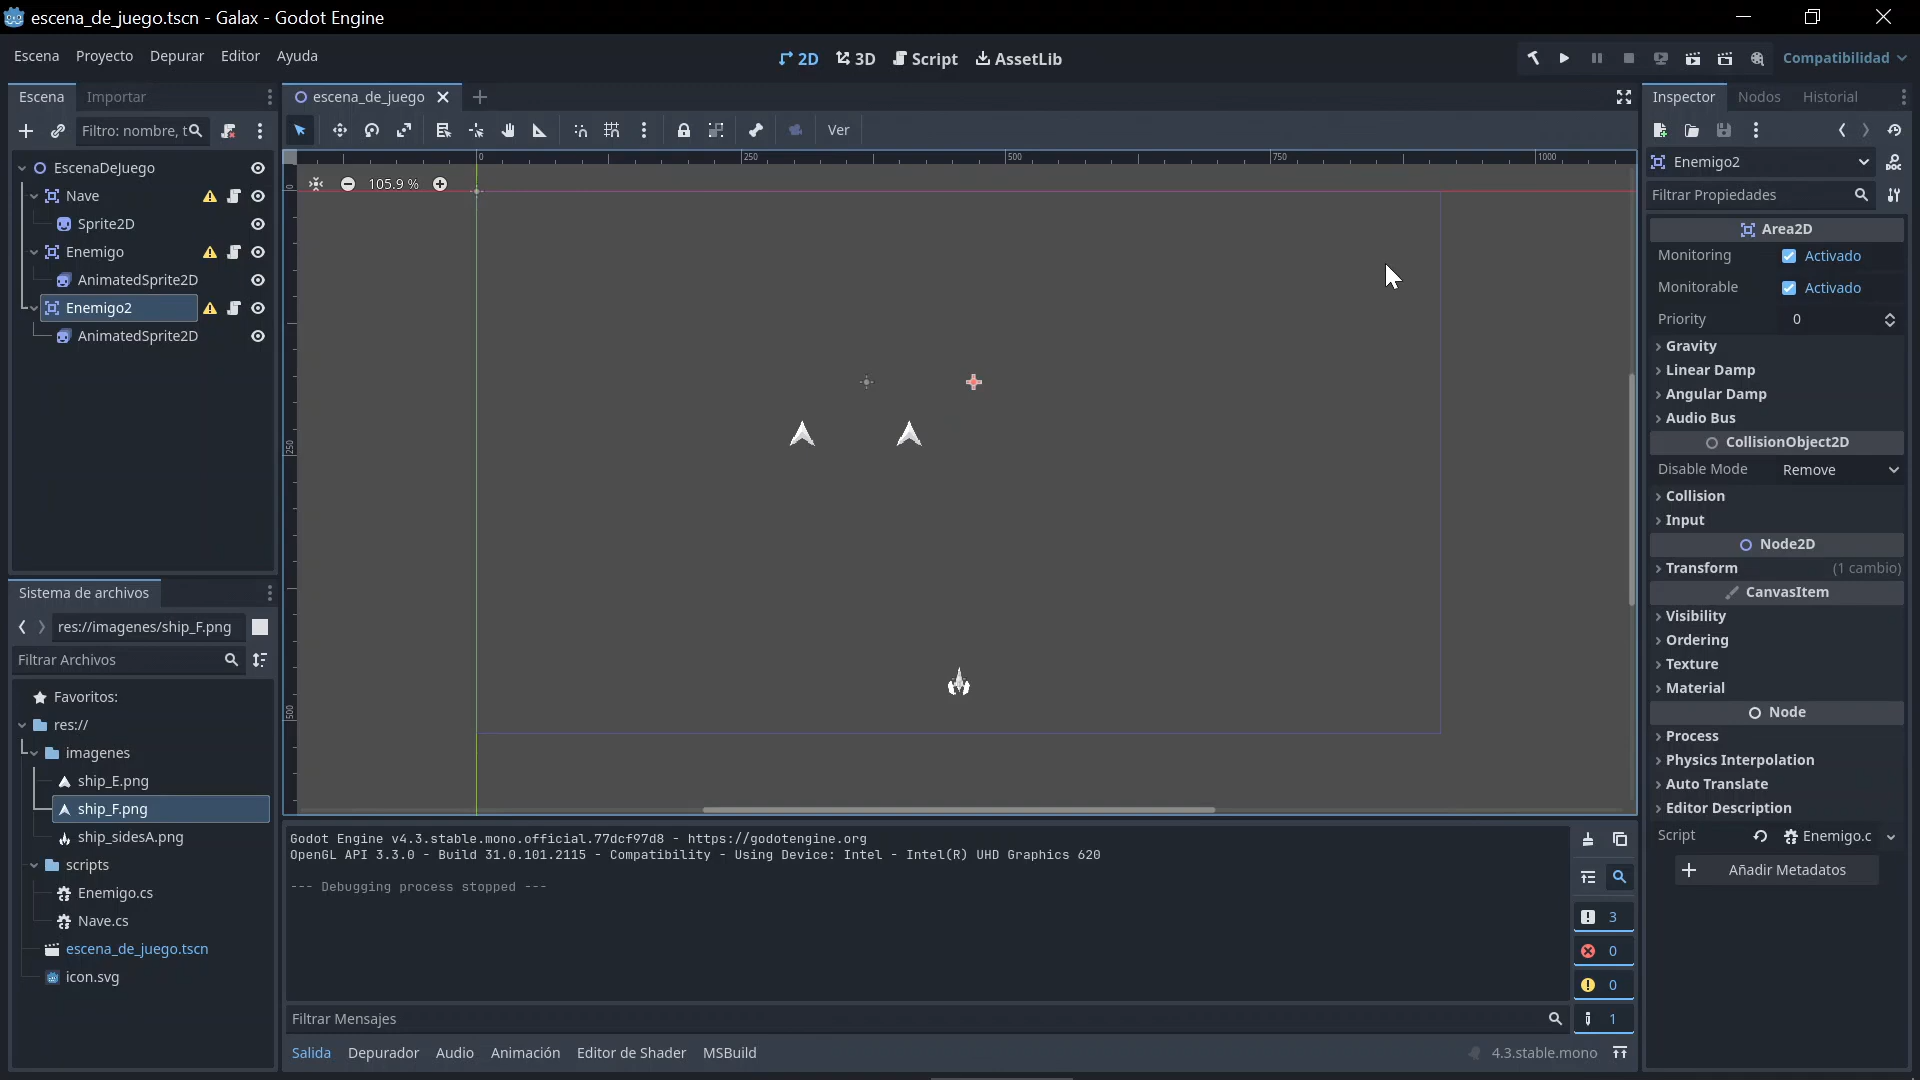 escena_de_juego.tscn - Galax - Godot Engine
Escena Proyecto Depurar Editor Ayuda
2D 3D Script AssetLib
Compatibilidad
Escena Importar
Filtro: nombre, t
EscenaDeJuego
Nave
Sprite2D
Enemigo
AnimatedSprite2D
Enemigo2
AnimatedSprite2D
Sistema de archivos
res://imagenes/ship_F.png
Filtrar Archivos
Favoritos:
res://
imagenes
ship_E.png
ship_F.png
ship_sidesA.png
scripts
Enemigo.cs
Nave.cs
escena_de_juego.tscn
icon.svg
escena_de_juego
Ver
0 250 500 750 1000
0
250
500
105.9 %
Godot Engine v4.3.stable.mono.official.77dcf97d8 - https://godotengine.org
OpenGL API 3.3.0 - Build 31.0.101.2115 - Compatibility - Using Device: Intel - Intel(R) UHD Graphics 620
--- Debugging process stopped ---
3
0
0
1
Filtrar Mensajes
Salida Depurador Audio Animación Editor de Shader MSBuild
4.3.stable.mono
Inspector Nodos Historial
Enemigo2
Filtrar Propiedades
Area2D
Monitoring Activado
Monitorable Activado
Priority 0
Gravity
Linear Damp
Angular Damp
Audio Bus
CollisionObject2D
Disable Mode Remove
Collision
Input
Node2D
Transform (1 cambio)
CanvasItem
Visibility
Ordering
Texture
Material
Node
Process
Physics Interpolation
Auto Translate
Editor Description
Script Enemigo.c
Añadir Metadatos